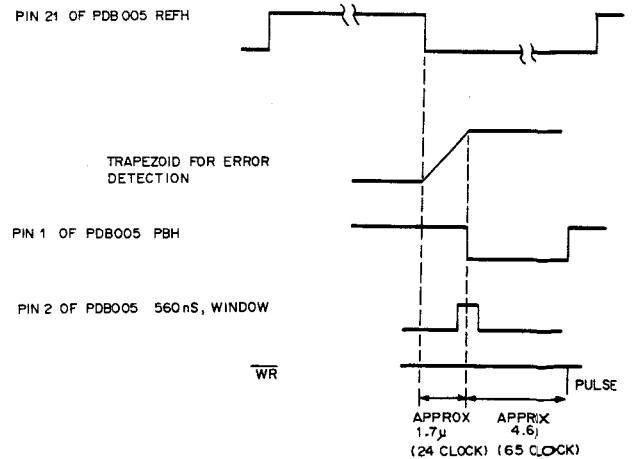 PIN 21 OF PDB005 REFH
TRAPEZOID FOR ERROR
DETECTION
PIN 1 OF PDB005 PBH
PIN 2 OF PDB005 560nS, WINDOW
WR
PULSE
APPROX
1.7µ
(24 CLOCK)
APPRIX
4.6
(65 CLOCK)